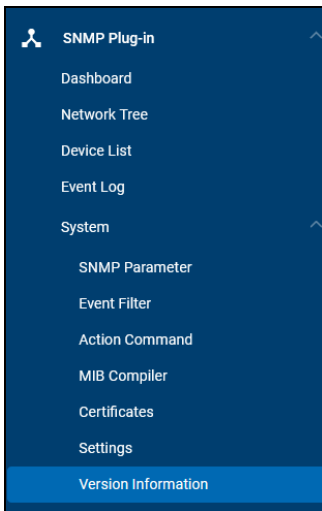 SNMP Plug-in
Dashboard
Network Tree
Device List
Event Log
System
SNMP Parameter
Event Filter
Action Command
MIB Compiler
Certificates
Settings
Version Information